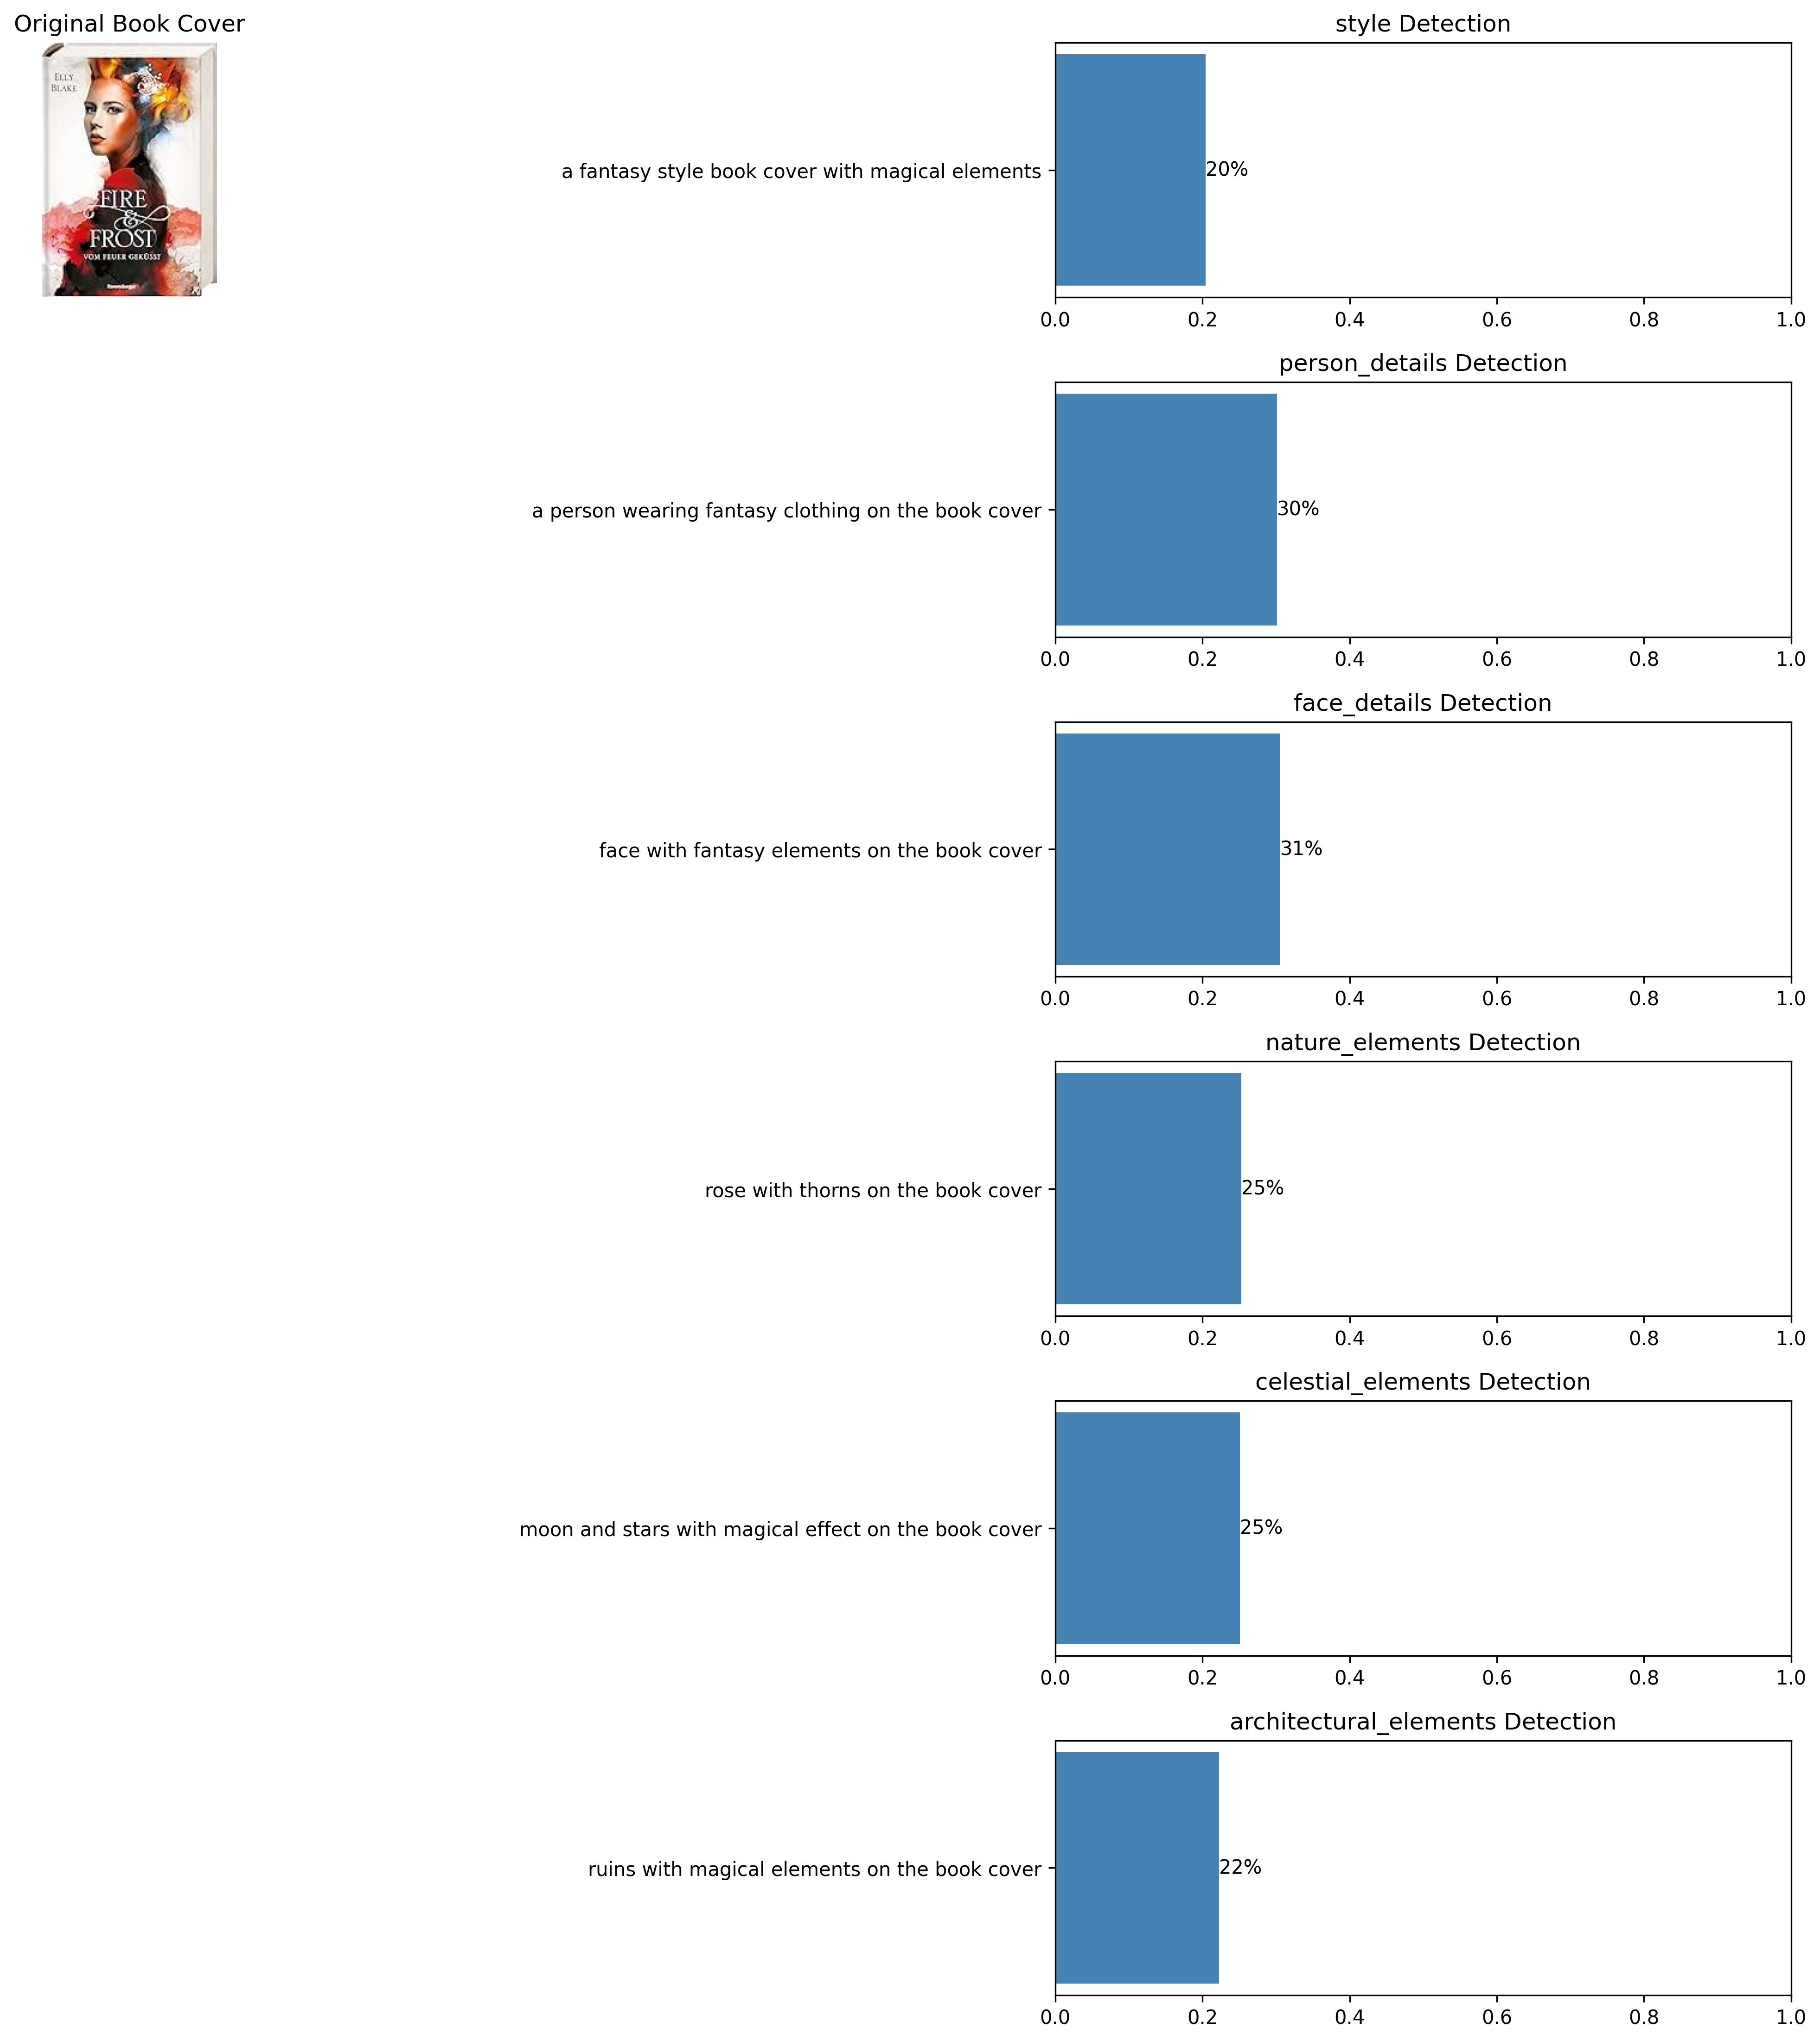 Original Book Cover
ELLY
BLAKE
FIRE
&
FROST
VOM FEUER GEKÜSST
Ravensburger
style Detection
a fantasy style book cover with magical elements
20%
0.0 0.2 0.4 0.6 0.8 1.0
person_details Detection
a person wearing fantasy clothing on the book cover
30%
0.0 0.2 0.4 0.6 0.8 1.0
face_details Detection
face with fantasy elements on the book cover
31%
0.0 0.2 0.4 0.6 0.8 1.0
nature_elements Detection
rose with thorns on the book cover
25%
0.0 0.2 0.4 0.6 0.8 1.0
celestial_elements Detection
moon and stars with magical effect on the book cover
25%
0.0 0.2 0.4 0.6 0.8 1.0
architectural_elements Detection
ruins with magical elements on the book cover
22%
0.0 0.2 0.4 0.6 0.8 1.0